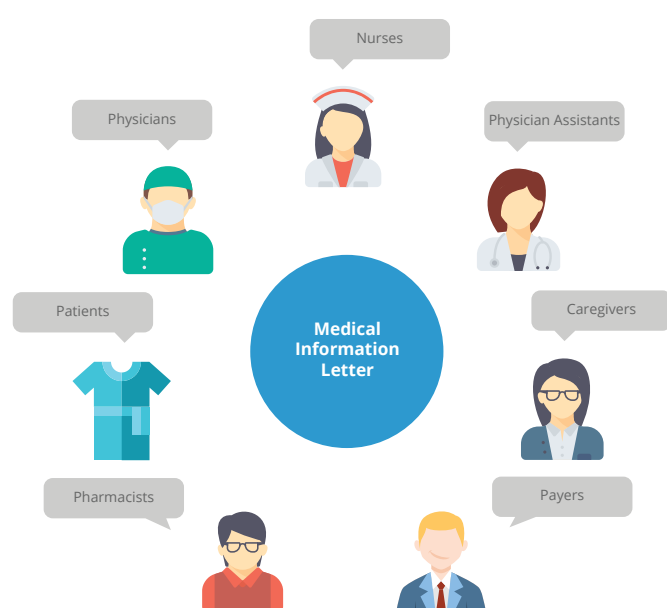 Nurses
Physicians
Physician Assistants
Patients
Caregivers
Medical
Information
Letter
Pharmacists
Payers